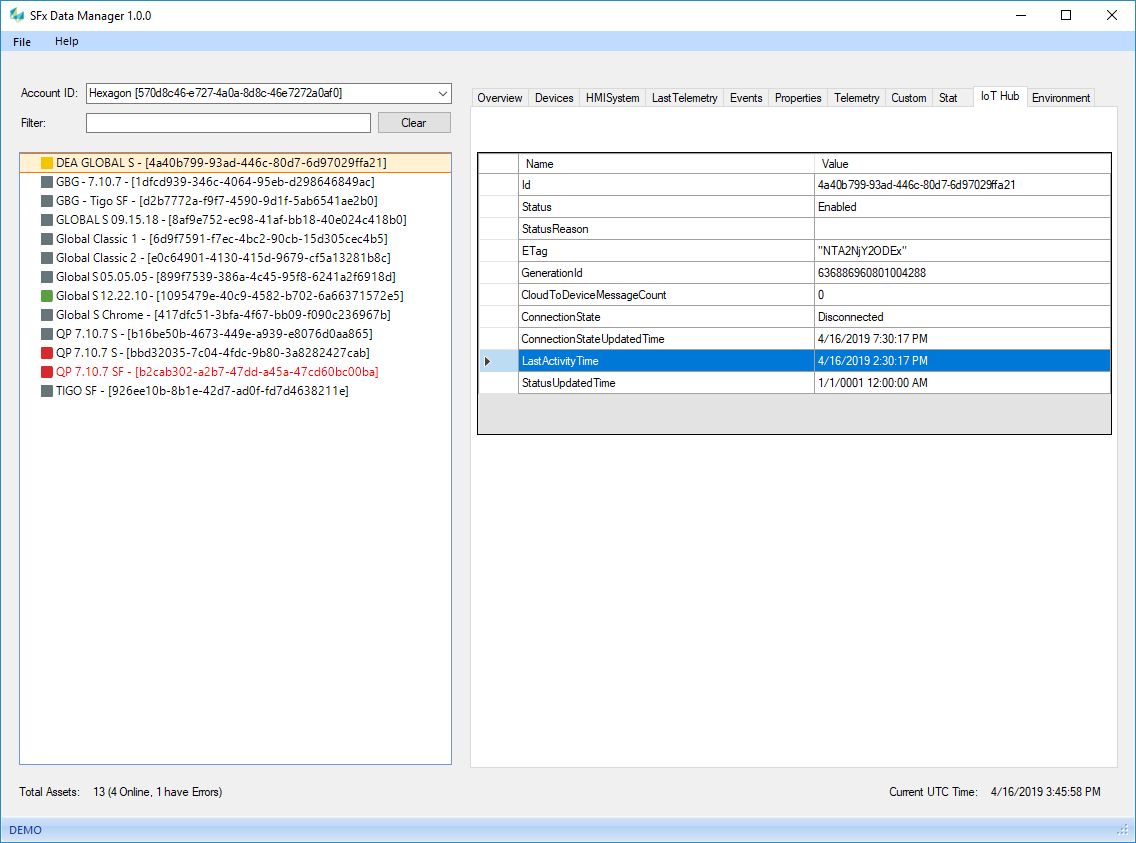 SFx Data Manager 1.0.0
File Help
Account ID: Hexagon [570d8c46-e727-4a0a-8d8c-46e7272a0af0]
Filter: Clear
DEA GLOBAL S - [4a40b799-93ad-446c-80d7-6d97029ffa21]
GBG - 7.10.7 - [1dfcd939-346c-4064-95eb-d298646849ac]
GBG - Tigo SF - [d2b7772a-f9f7-4590-9d1f-5ab6541ae2b0]
GLOBAL S 09.15.18 - [8af9e752-ec98-41af-bb18-40e024c418b0]
Global Classic 1 - [6d9f7591-f7ec-4bc2-90cb-15d305cec4b5]
Global Classic 2 - [e0c64901-4130-415d-9679-cf5a13281b8c]
Global S 05.05.05 - [899f7539-386a-4c45-95f8-6241a2f6918d]
Global S 12.22.10 - [1095479e-40c9-4582-b702-6a66371572e5]
Global S Chrome - [417dfc51-3bfa-4f67-bb09-f090c236967b]
QP 7.10.7 S - [b16be50b-4673-449e-a939-e8076d0aa865]
QP 7.10.7 S - [bbd32035-7c04-4fdc-9b80-3a8282427cab]
QP 7.10.7 SF - [b2cab302-a2b7-47dd-a45a-47cd60bc00ba]
TIGO SF - [926ee10b-8b1e-42d7-ad0f-fd7d4638211e]
Overview Devices HMISystem LastTelemetry Events Properties Telemetry Custom Stat IoT Hub Environment
Name Value
Id 4a40b799-93ad-446c-80d7-6d97029ffa21
Status Enabled
StatusReason
ETag "NTA2NjY2ODEx"
GenerationId 636886960801004288
CloudToDeviceMessageCount 0
ConnectionState Disconnected
ConnectionStateUpdatedTime 4/16/2019 7:30:17 PM
LastActivityTime 4/16/2019 2:30:17 PM
StatusUpdatedTime 1/1/0001 12:00:00 AM
Total Assets: 13 (4 Online, 1 have Errors)
Current UTC Time: 4/16/2019 3:45:58 PM
DEMO